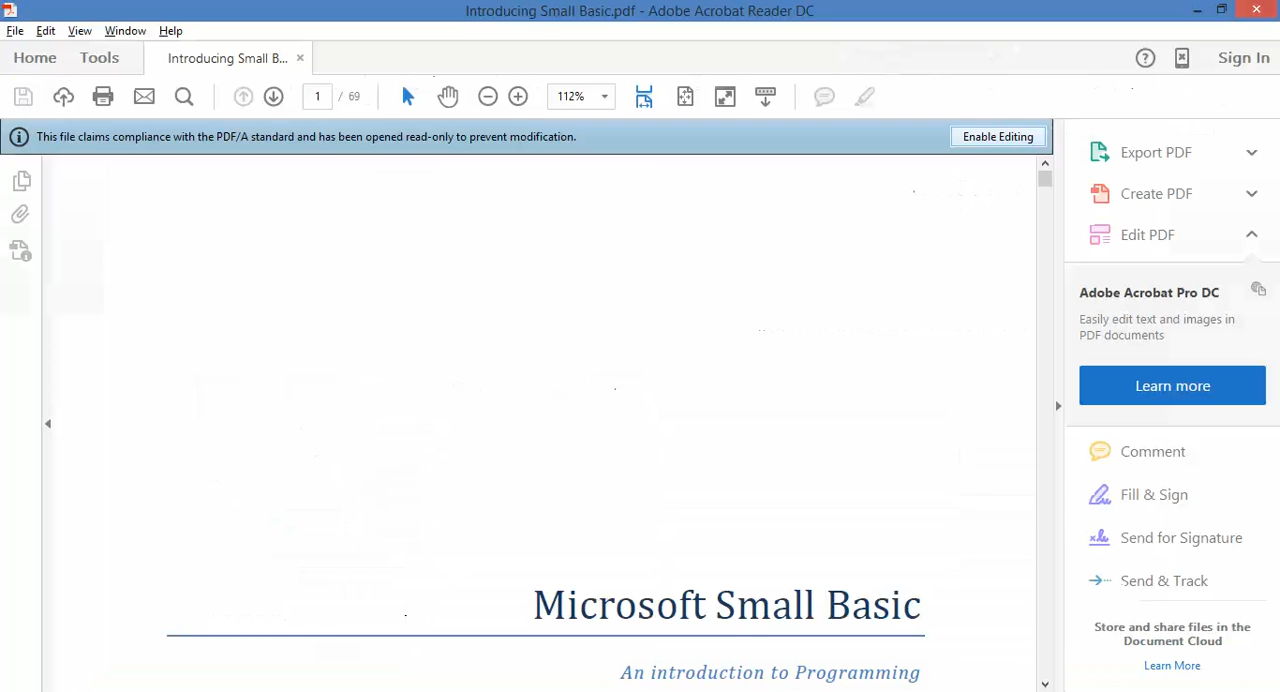 Introducing Small Basic.pdf - Adobe Acrobat Reader DC
File Edit View Window Help
Home Tools Introducing Small B... Sign In
1 / 69 112%
This file claims compliance with the PDF/A standard and has been opened read-only to prevent modification. Enable Editing
Export PDF
Create PDF
Edit PDF
Adobe Acrobat Pro DC
Easily edit text and images in
PDF documents
Learn more
Comment
Fill & Sign
Send for Signature
Send & Track
Store and share files in the
Document Cloud
Learn More
Microsoft Small Basic
An introduction to Programming